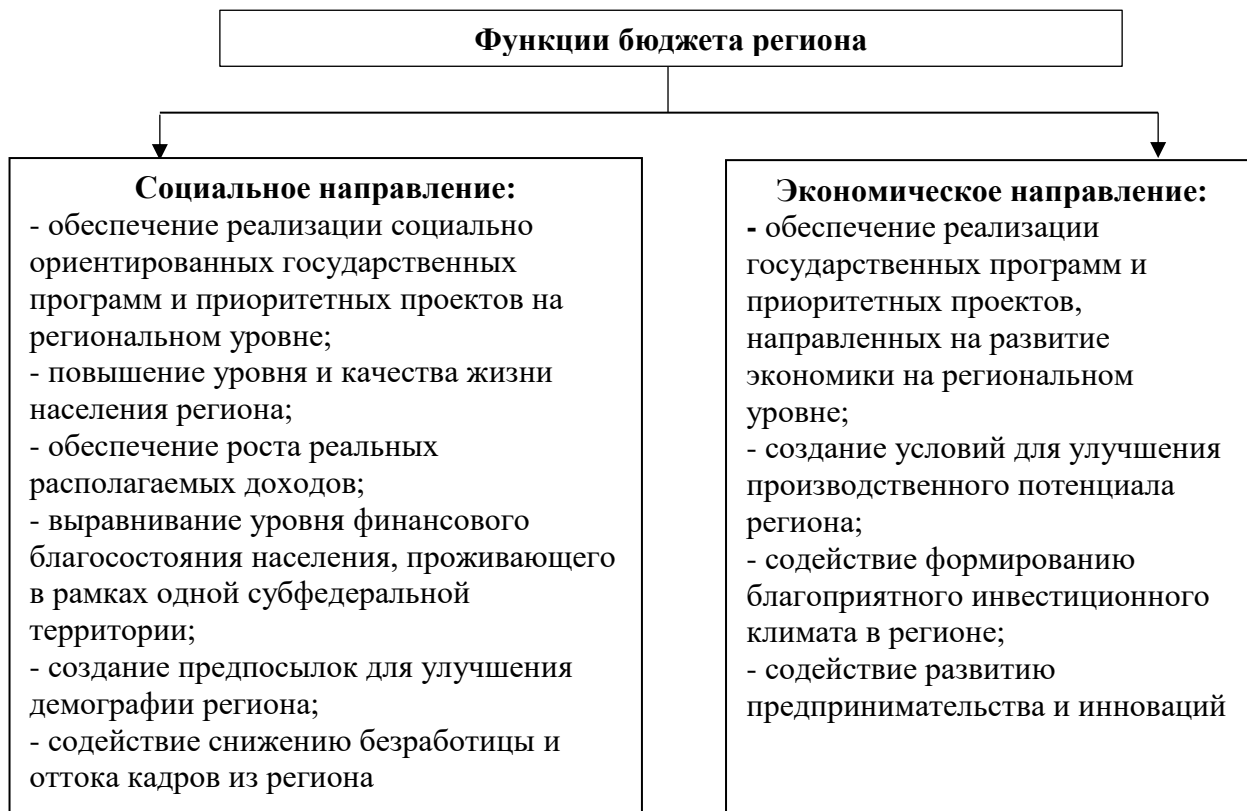 Функции бюджета региона
Социальное направление:
- обеспечение реализации социально
ориентированных государственных
программ и приоритетных проектов на
региональном уровне;
- повышение уровня и качества жизни
населения региона;
- обеспечение роста реальных
располагаемых доходов;
- выравнивание уровня финансового
благосостояния населения, проживающего
в рамках одной субфедеральной
территории;
- создание предпосылок для улучшения
демографии региона;
- содействие снижению безработицы и
оттока кадров из региона
Экономическое направление:
- обеспечение реализации
государственных программ и
приоритетных проектов,
направленных на развитие
экономики на региональном
уровне;
- создание условий для улучшения
производственного потенциала
региона;
- содействие формированию
благоприятного инвестиционного
климата в регионе;
- содействие развитию
предпринимательства и инноваций